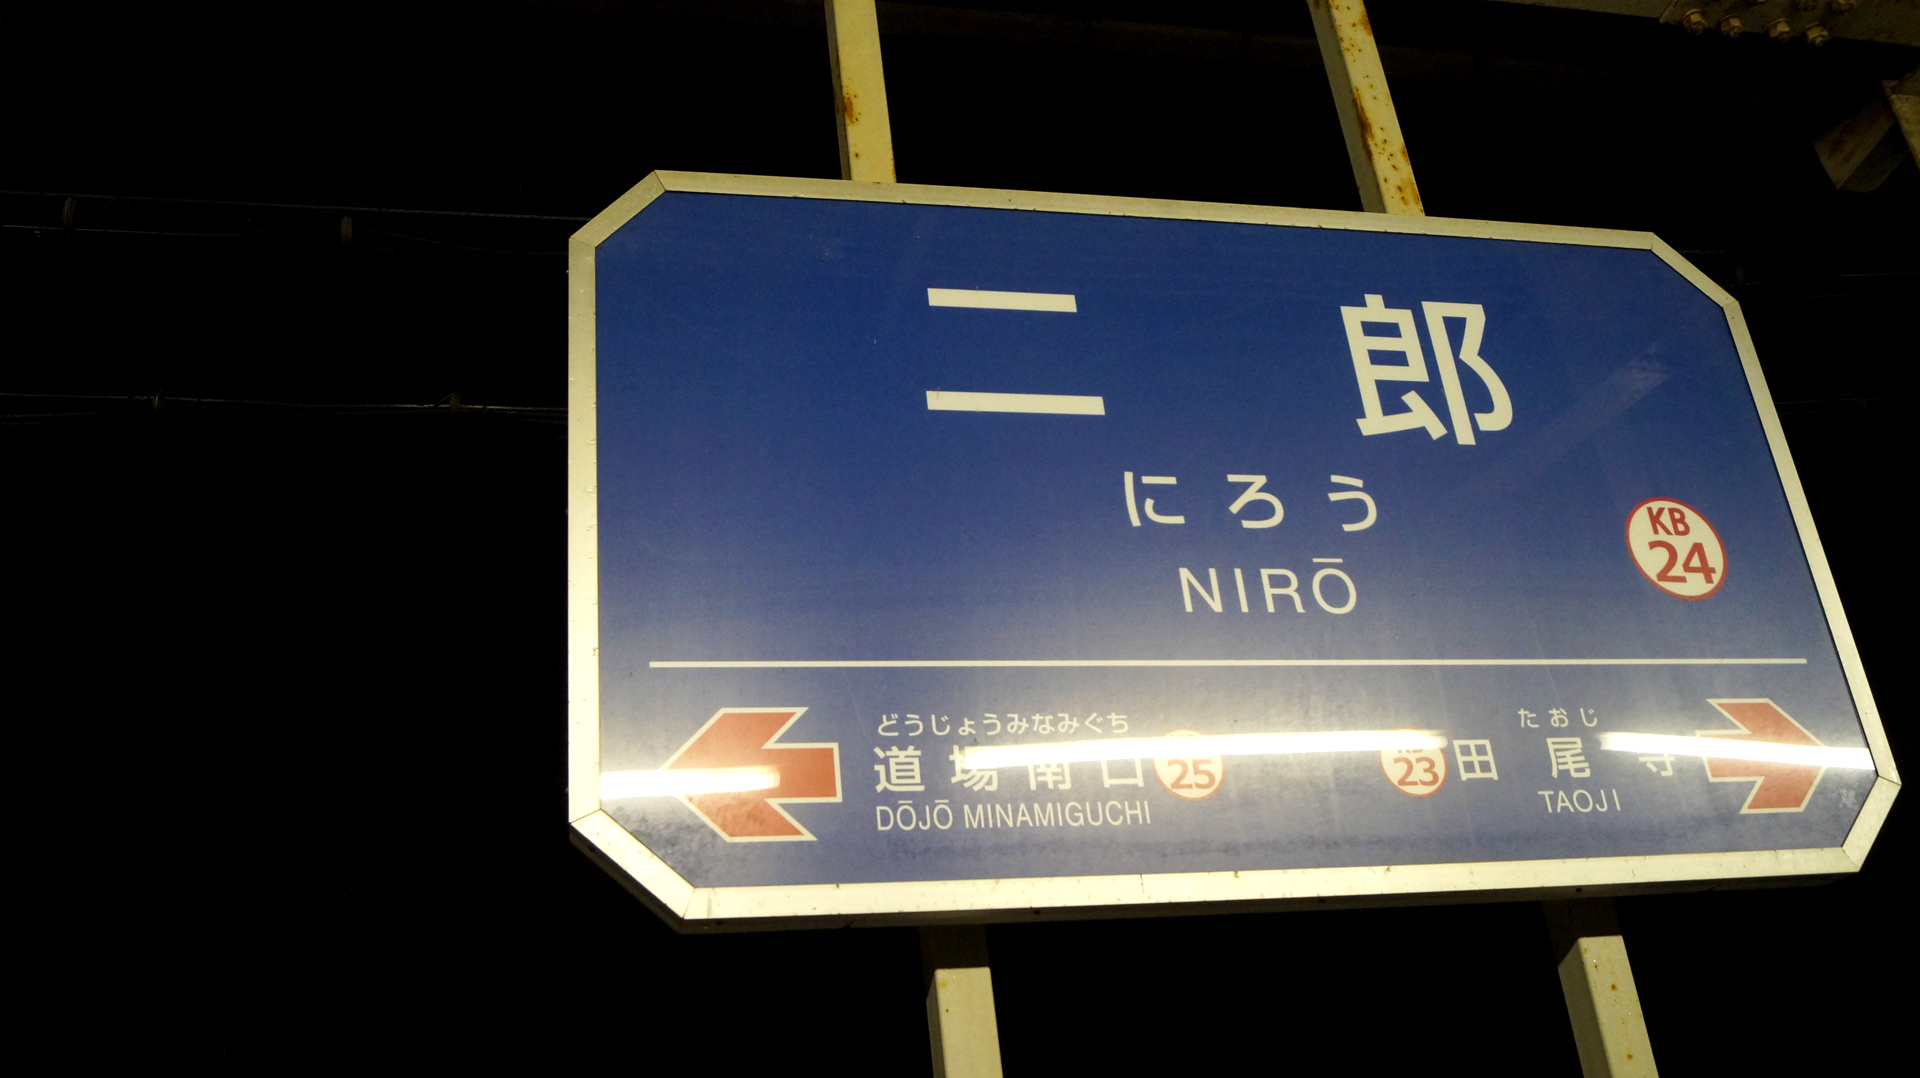 二郎
にろう
NIRŌ
KB
24
どうじょうみなみぐち
道場南口
25
DŌJŌ MINAMIGUCHI
たおじ
23
田尾寺
TAOJI